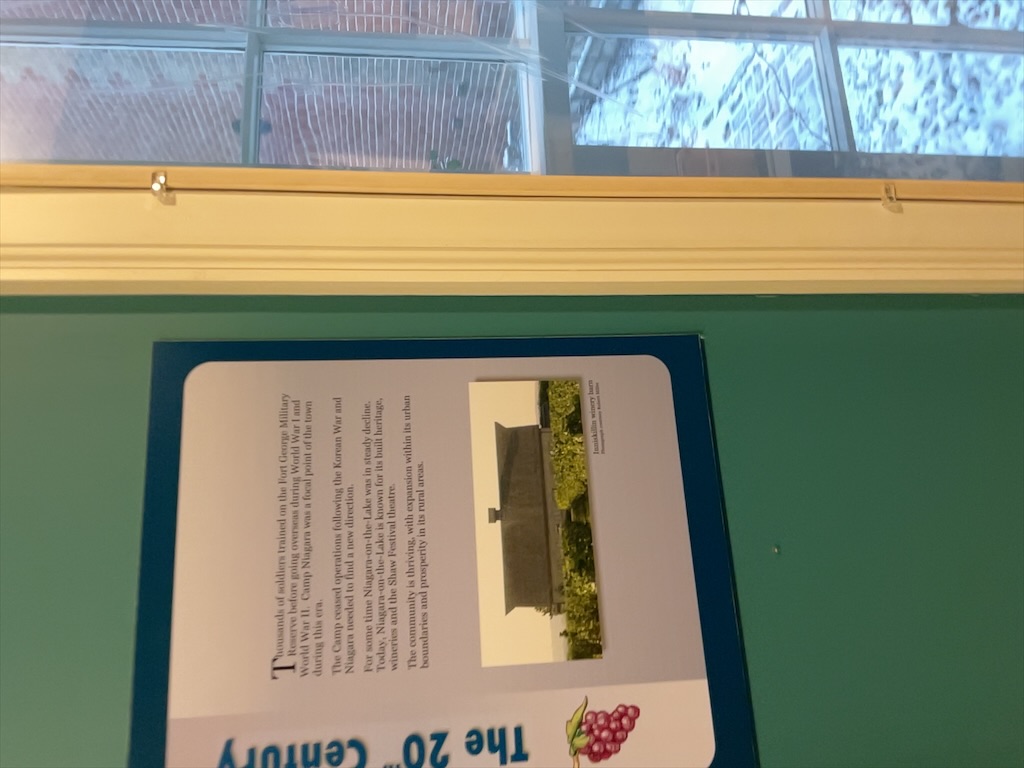 The 20th Century
Thousands of soldiers trained on the Fort George Military
Reserve before going overseas during World War I and
World War II. Camp Niagara was a focal point of the town
during this era.
The Camp ceased operations following the Korean War and
Niagara needed to find a new direction.
For some time Niagara-on-the-Lake was in steady decline.
Today, Niagara-on-the-Lake is known for its built heritage,
wineries and the Shaw Festival theatre.
The community is thriving, with expansion within its urban
boundaries and prosperity in its rural areas.
Inniskillin winery barn